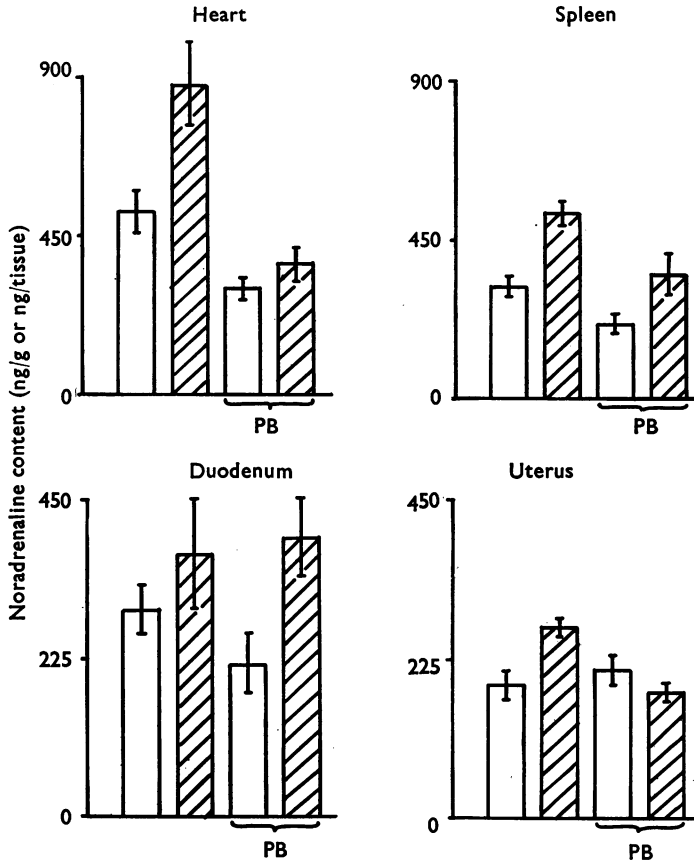 Heart
900
450
0
PB
Spleen
900
450
0
PB
Noradrenaline content (ng/g or ng/tissue)
Duodenum
450
225
0
PB
Uterus
450
225
0
PB